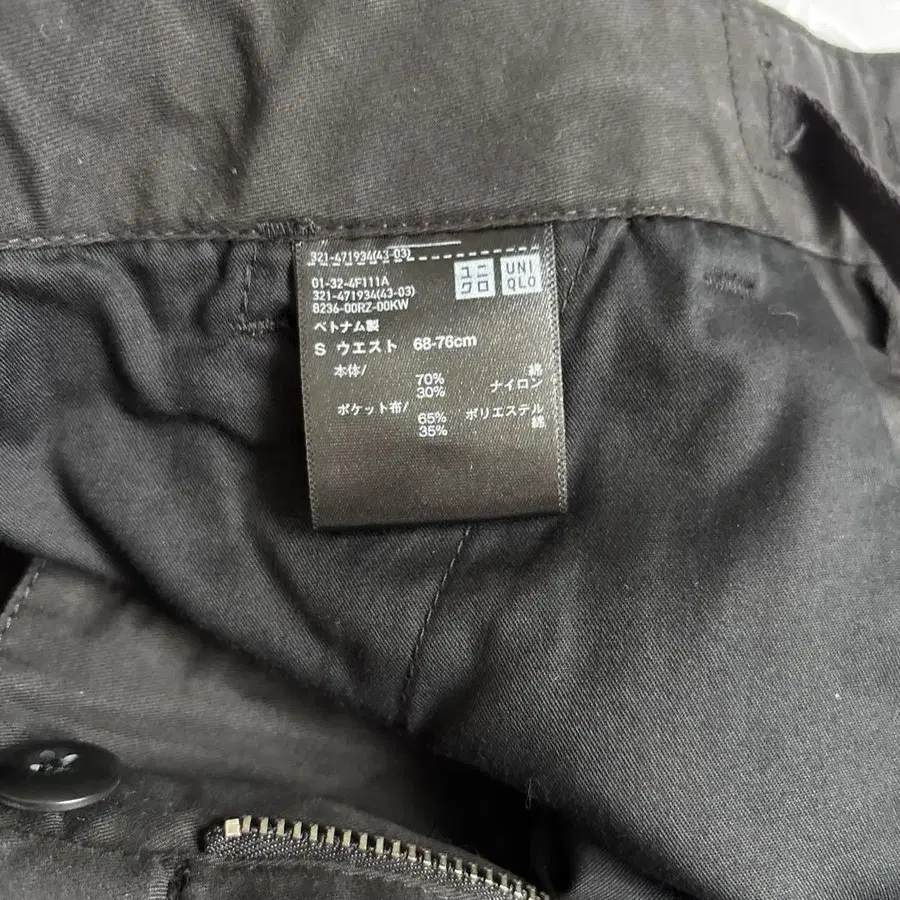 321-471934(43-03)
ユニ
クロ
UNI
QLO
01-32-4F111A
321-471934(43-03)
8236-00RZ-00KW
ベトナム製
S ウエスト 68-76cm
本体/ 綿
70% ナイロン
30%
ポケット布/ 65% ポリエステル
35% 綿